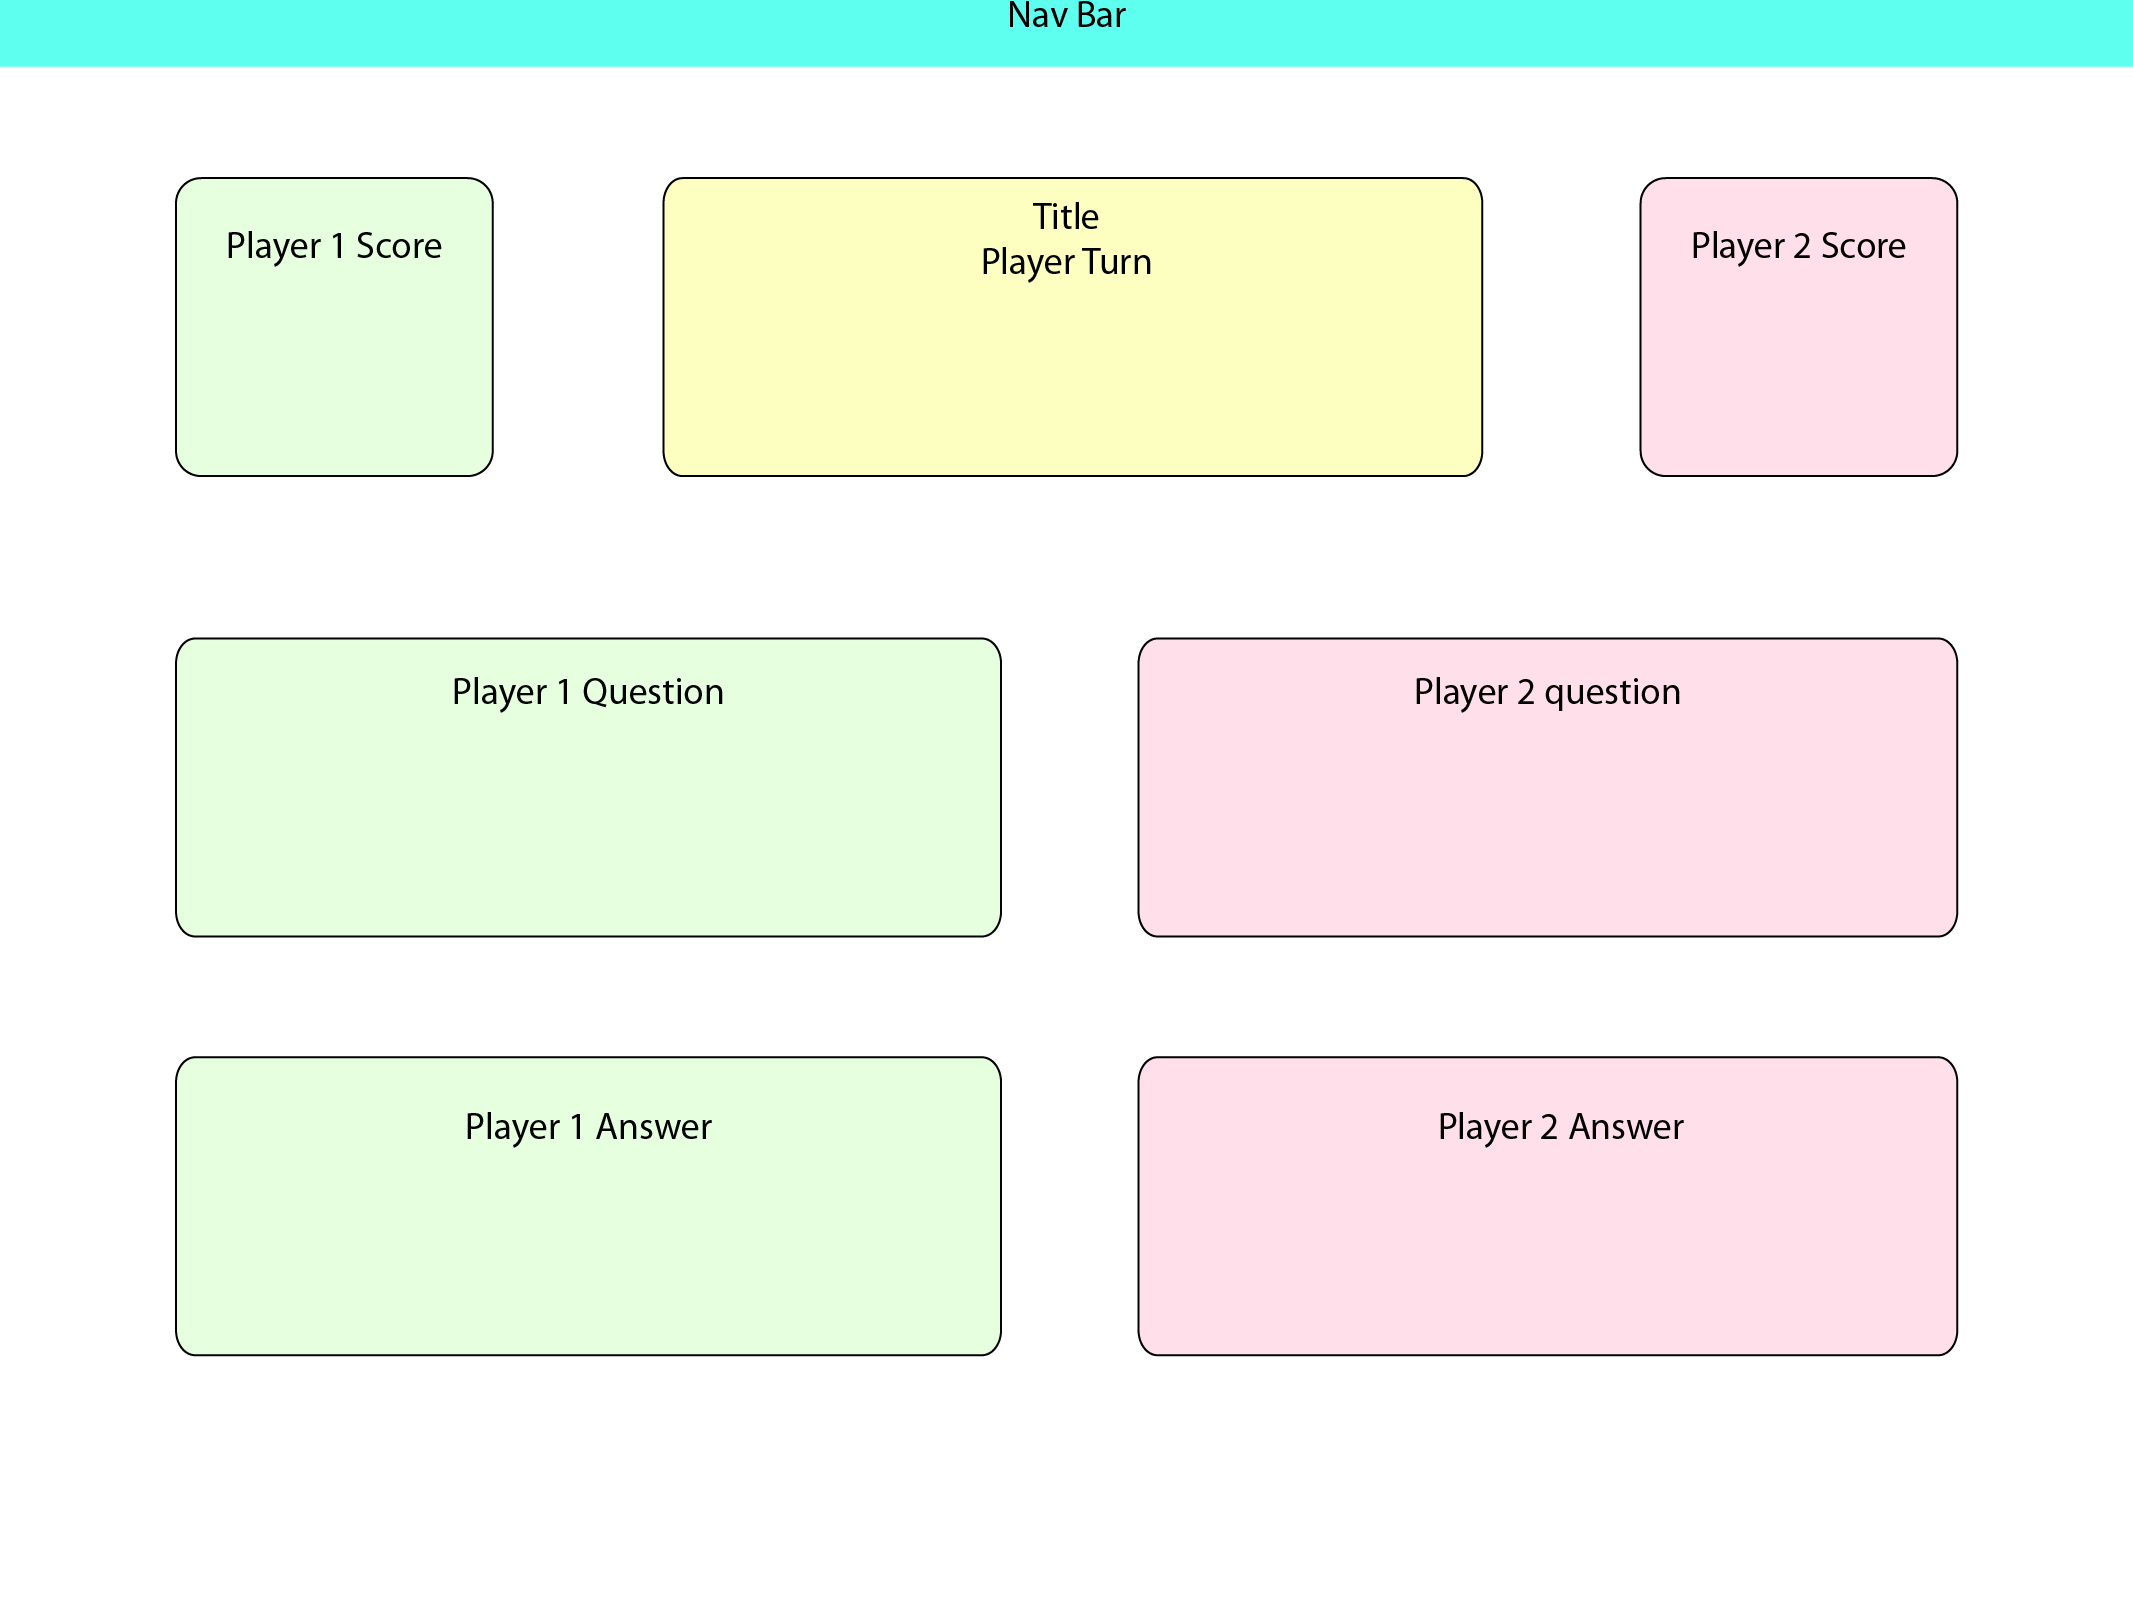 Nav Bar
Player 1 Score
Title
Player Turn
Player 2 Score
Player 1 Question
Player 2 question
Player 1 Answer
Player 2 Answer